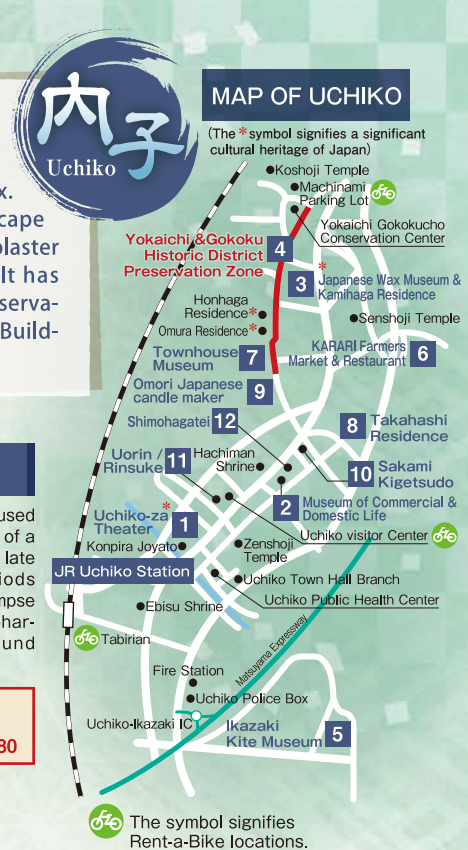 内子
Uchiko
MAP OF UCHIKO
(The *symbol signifies a significant
cultural heritage of Japan)
x.
cape
plaster
It has
nserva-
Build-
used
of a
late
iods
mpse
phar-
und
80
Koshoji Temple
Machinami
Parking Lot
Yokaichi Gokokucho
Conservation Center
Yokaichi &Gokoku
Historic District
Preservation Zone
4
3
*
Japanese Wax Museum &
Kamihaga Residence
Honhaga
Residence*
Omura Residence*
Senshoji Temple
Townhouse
Museum
7
KARARI Farmers
Market & Restaurant
6
Omori Japanese
candle maker
9
Shimohagatei
12
8
Takahashi
Residence
Uorin /
Rinsuke
11
Hachiman
Shrine
10
Sakami
Kigetsudo
2
Museum of Commercial &
Domestic Life
Uchiko-za
Theater
*
1
Uchiko visitor Center
Konpira Joyato
Zenshoji
Temple
JR Uchiko Station
Uchiko Town Hall Branch
Uchiko Public Health Center
Ebisu Shrine
Tabirian
Matsuyama Expressway
Fire Station
Uchiko Police Box
Uchiko-Ikazaki IC
Ikazaki
Kite Museum
5
The symbol signifies
Rent-a-Bike locations.